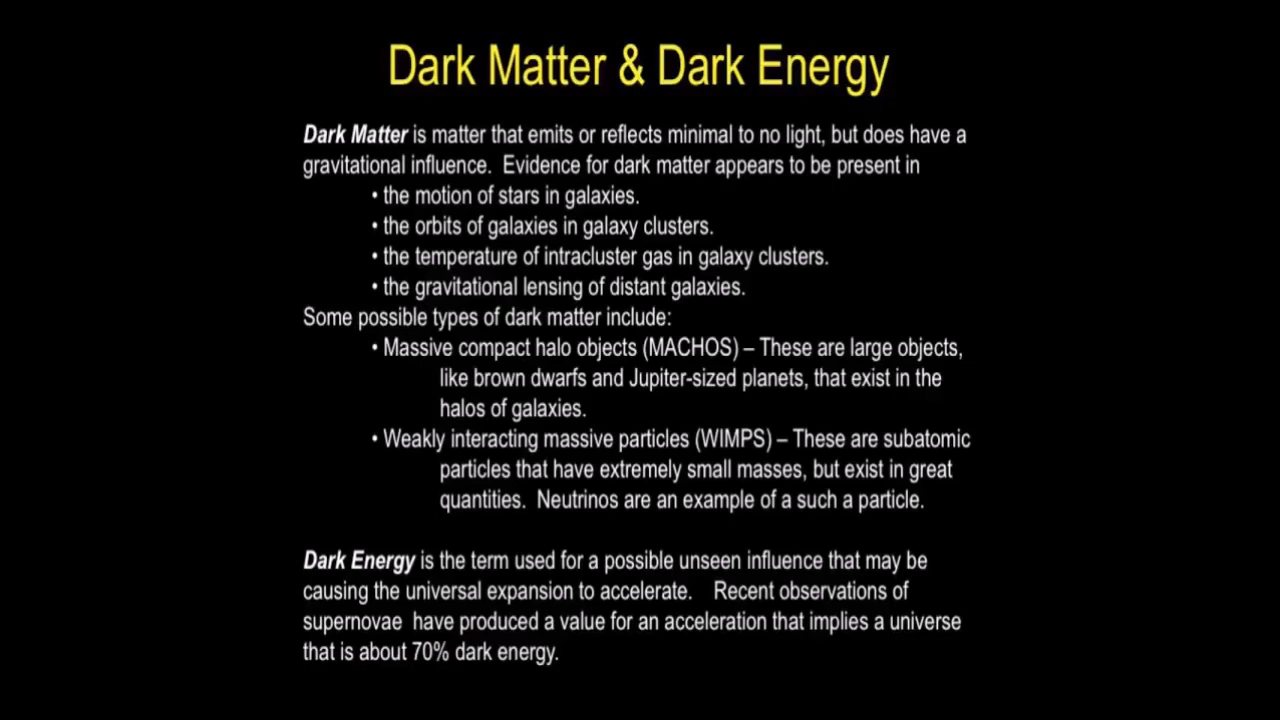 Dark Matter & Dark Energy
Dark Matter is matter that emits or reflects minimal to no light, but does have a
gravitational influence.  Evidence for dark matter appears to be present in
• the motion of stars in galaxies.
• the orbits of galaxies in galaxy clusters.
• the temperature of intracluster gas in galaxy clusters.
• the gravitational lensing of distant galaxies.
Some possible types of dark matter include:
• Massive compact halo objects (MACHOS) – These are large objects,
like brown dwarfs and Jupiter-sized planets, that exist in the
halos of galaxies.
• Weakly interacting massive particles (WIMPS) – These are subatomic
particles that have extremely small masses, but exist in great
quantities.  Neutrinos are an example of a such a particle.
Dark Energy is the term used for a possible unseen influence that may be
causing the universal expansion to accelerate.    Recent observations of
supernovae  have produced a value for an acceleration that implies a universe
that is about 70% dark energy.